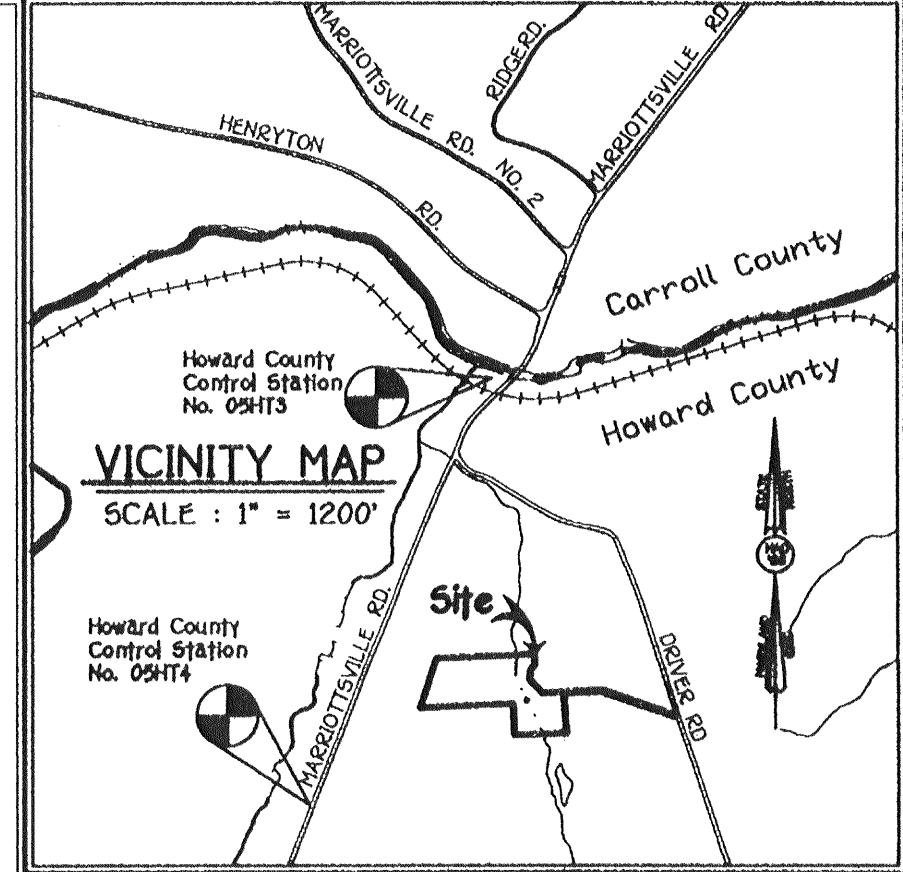 MARRIOTTSVILLE RD. NO. 2
RIDGE RD.
MARRIOTTSVILLE RD
HENRYTON RD.
Carroll County
Howard County
Howard County
Control Station
No. 05HT3
VICINITY MAP
SCALE : 1" = 1200'
Site
Howard County
Control Station
No. 05HT4
MARRIOTTSVILLE RD.
DRIVER RD